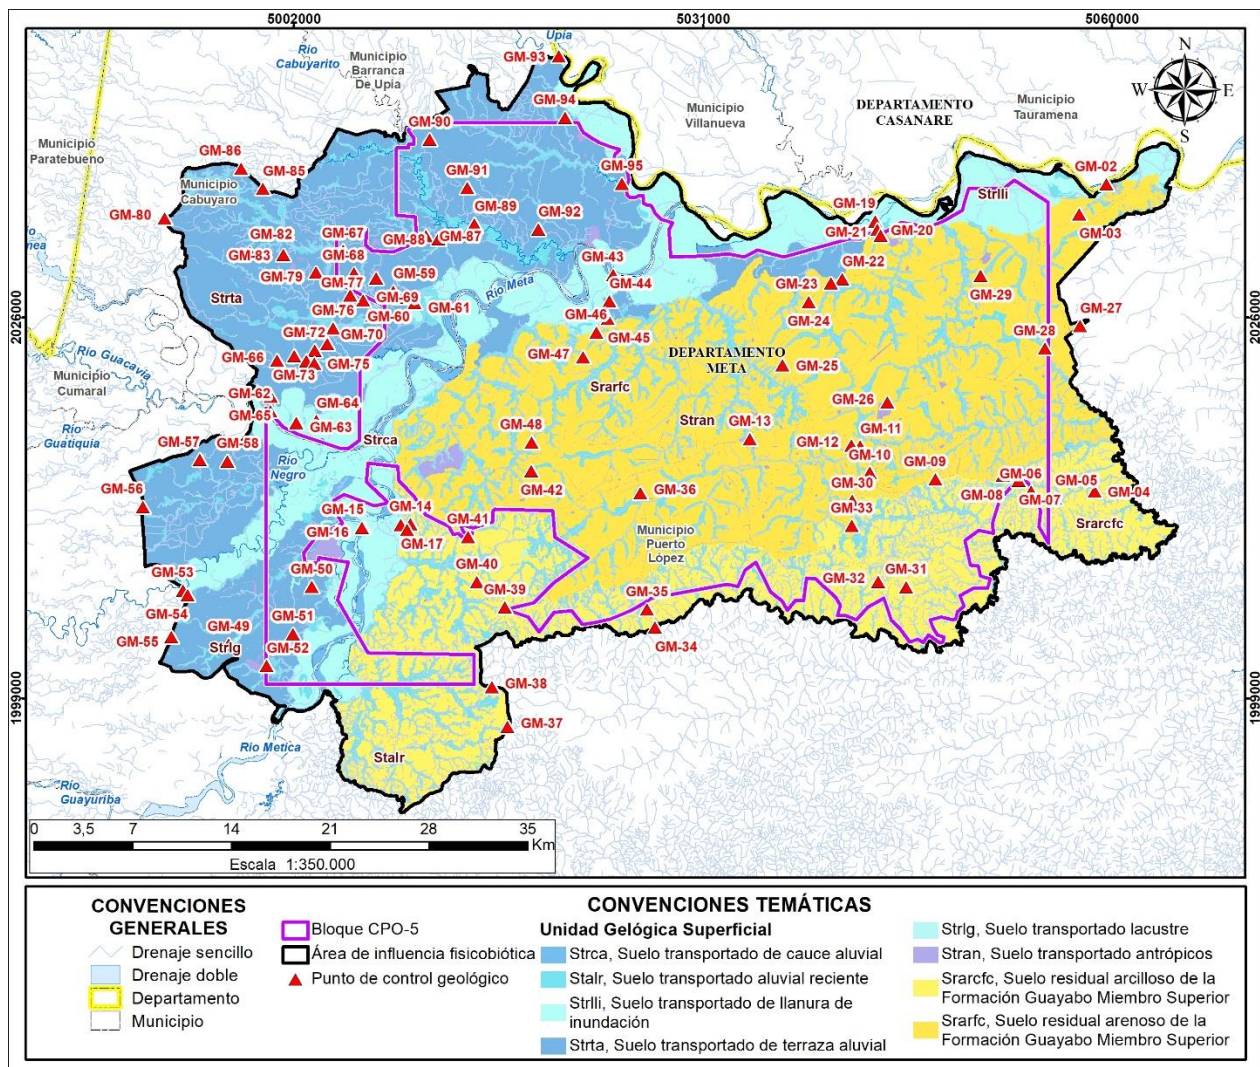 5002000
5031000
5060000
Upia
GM-93
Río
Cabuyarito
Municipio
Barranca
De Upia
N
W
E
S
GM-94
Municipio
Villanueva
DEPARTAMENTO
CASANARE
Municipio
Tauramena
GM-90
Municipio
Paratebueno
GM-86
GM-85
Municipio
Cabuyaro
GM-91
GM-95
GM-02
Strlli
GM-80
GM-89
GM-92
GM-19
GM-03
GM-82
GM-67
GM-88
GM-87
GM-21
GM-20
GM-83
GM-68
GM-43
GM-79
GM-77
GM-59
GM-22
Río Meta
GM-44
GM-23
GM-29
Strta
GM-69
GM-76
GM-60
GM-61
GM-27
GM-46
GM-24
2026000
2026000
GM-72
GM-70
GM-45
GM-28
Río Guacavia
GM-66
GM-73
GM-75
GM-47
DEPARTAMENTO
META
GM-25
Municipio
Cumaral
Srarfc
GM-62
GM-64
GM-26
GM-65
GM-63
Stran
GM-13
Río
Guatiquia
Strca
GM-48
GM-12
GM-11
GM-57
GM-58
Río
Negro
GM-10
GM-09
GM-06
GM-42
GM-30
GM-08
GM-05
GM-04
GM-56
GM-36
GM-07
GM-15
GM-14
GM-41
GM-33
Srarcfc
GM-16
GM-17
Municipio
Puerto
López
GM-40
GM-53
GM-50
GM-39
GM-32
GM-31
GM-54
GM-35
GM-51
GM-55
GM-49
GM-34
Strlg
GM-52
GM-38
1999000
1999000
GM-37
Río Metica
Stalr
Río
Guayuriba
0 3,5 7 14 21 28 35
Km
Escala 1:350.000
CONVENCIONES
GENERALES
Drenaje sencillo
Drenaje doble
Departamento
Municipio
Bloque CPO-5
Área de influencia fisicobiótica
Punto de control geológico
CONVENCIONES TEMÁTICAS
Unidad Gelógica Superficial
Strca, Suelo transportado de cauce aluvial
Stalr, Suelo transportado aluvial reciente
Strlli, Suelo transportado de llanura de
inundación
Strta, Suelo transportado de terraza aluvial
Strlg, Suelo transportado lacustre
Stran, Suelo transportado antrópicos
Srarcfc, Suelo residual arcilloso de la
Formación Guayabo Miembro Superior
Srarfc, Suelo residual arenoso de la
Formación Guayabo Miembro Superior